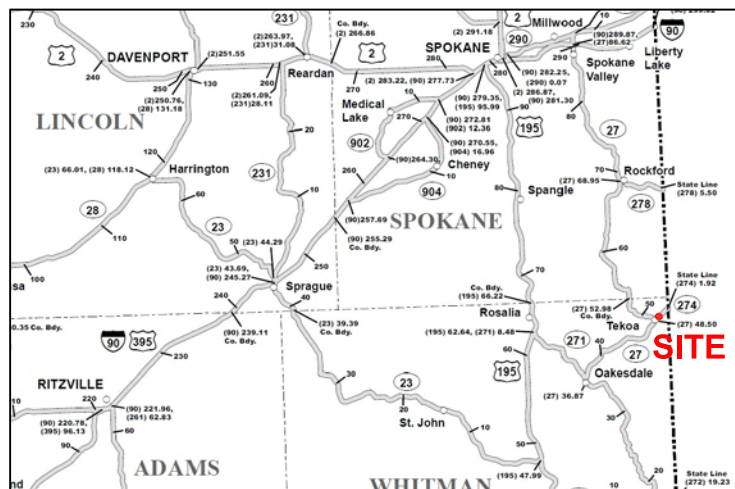 231
2
(2) 291.18
2
Millwood
10
(90)289.87,
(27)86.62
90
(2)263.97,
(231)31.08
Co. Bdy.
(2) 266.86
290
DAVENPORT
(2) 251.55
SPOKANE
2
240
Reardan
2
280
280
290
Spokane
Valley
Liberty
Lake
250
130
260
270
(2) 283.22, (90) 277.73
(90) 282.25,
(290) 0.07
(2) 286.87
(90) 281.30
(2)250.76,
(28) 131.18
(2)261.09,
(231)28.11
10
(90) 279.35,
(195) 95.99
90
Medical
Lake
270
(90) 272.81
(902) 12.36
195
80
LINCOLN
20
902
(90) 270.55,
(904) 16.96
27
120
(23) 66.01, (28) 118.12
Harrington
231
(90)264.30
Cheney
10
70
Rockford
(27) 68.95
State Line
(278) 5.50
60
10
260
904
80
Spangle
278
28
SPOKANE
110
23
(90)257.69
50
(23) 44.29
(90) 255.29
Co. Bdy.
60
100
250
70
(23) 43.69,
(90) 245.27
State Line
(274) 1.92
sa
Sprague
Co. Bdy.
(195) 66.22
(27) 52.98
Co. Bdy.
50
274
240
40
Rosalia
Tekoa
(27) 48.50
0.35 Co. Bdy.
(23) 39.39
Co. Bdy.
(195) 62.64, (271) 8.48
SITE
90
395
(90) 239.11
Co. Bdy.
271
40
27
230
60
195
Oakesdale
RITZVILLE
30
23
220
(90) 221.96,
(261) 62.83
20
(27) 36.87
(90) 220.78,
(395) 96.13
St. John
10
30
60
90
50
ADAMS
(195) 47.99
20
State Line
(272) 19.23
nd
WHITMAN